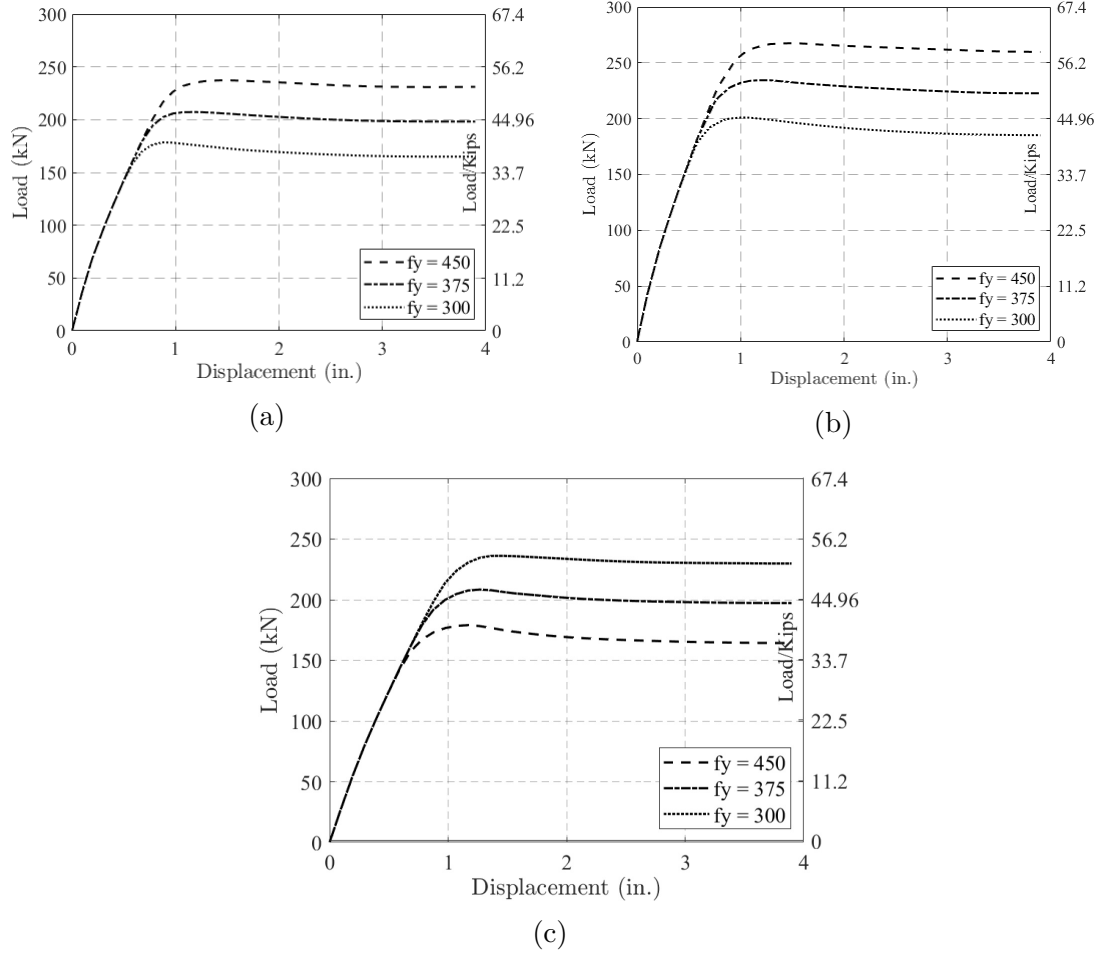 300
250
200
150
100
50
0
Load (kN)
67.4
56.2
44.96
33.7
22.5
11.2
0
Load/Kips
fy = 450
fy = 375
fy = 300
0 1 2 3 4
Displacement (in.)
(a)
300
250
200
150
100
50
0
Load (kN)
67.4
56.2
44.96
33.7
22.5
11.2
0
Load/Kips
fy = 450
fy = 375
fy = 300
0 1 2 3 4
Displacement (in.)
(b)
300
250
200
150
100
50
0
Load (kN)
67.4
56.2
44.96
33.7
22.5
11.2
0
Load/Kips
fy = 450
fy = 375
fy = 300
0 1 2 3 4
Displacement (in.)
(c)